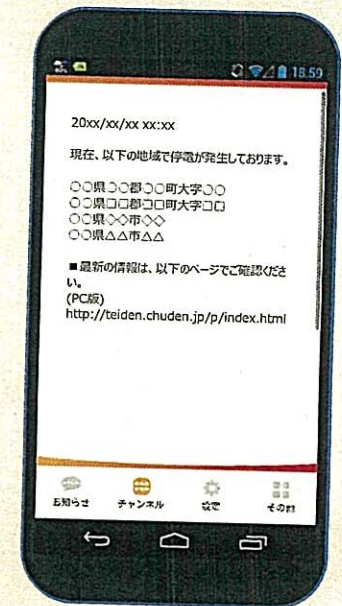 18:59
20xx/xx/xx xx:xx
現在、以下の地域で停電が発生しております。
○○県○○郡○○町大字○○
○○県□□郡□□町大字□□
○○県◇◇市◇◇
○○県△△市△△
■最新の情報は、以下のページでご確認くださ
い。
(PC版)
http://teiden.chuden.jp/p/index.html
お知らせ チャンネル 設定 その他